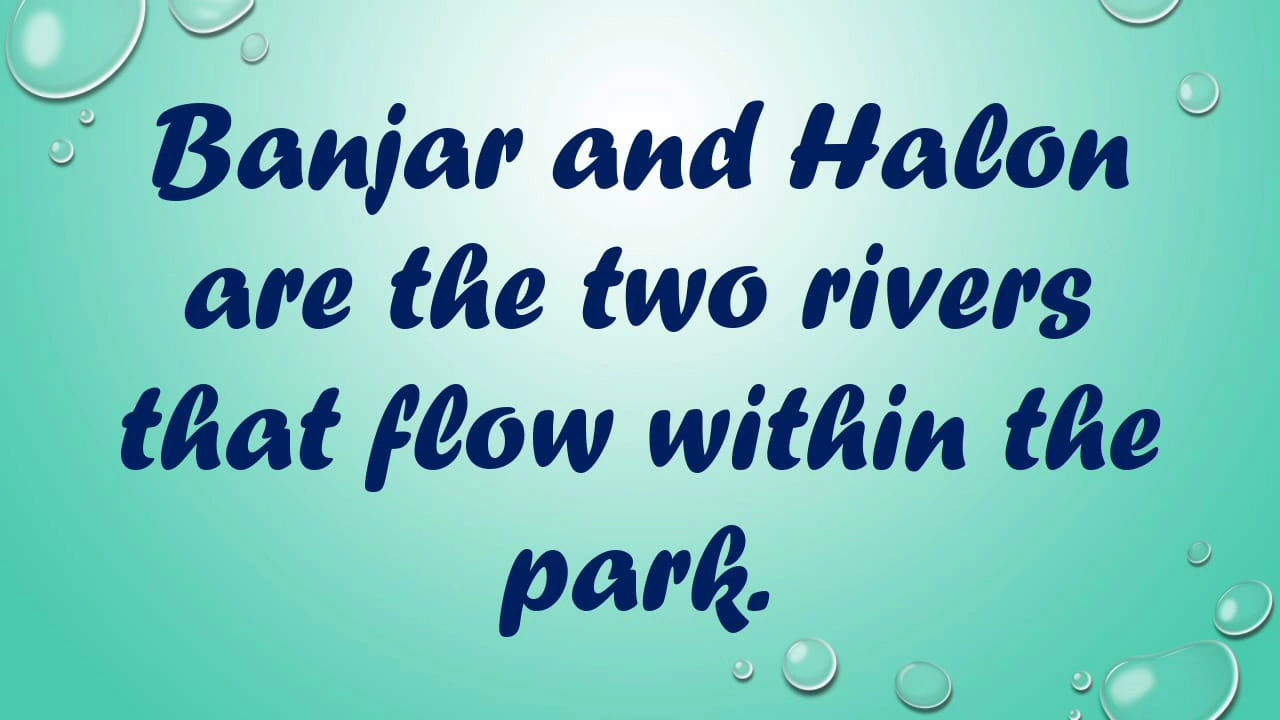 Banjar and Halon
are the two rivers
that flow within the
park.